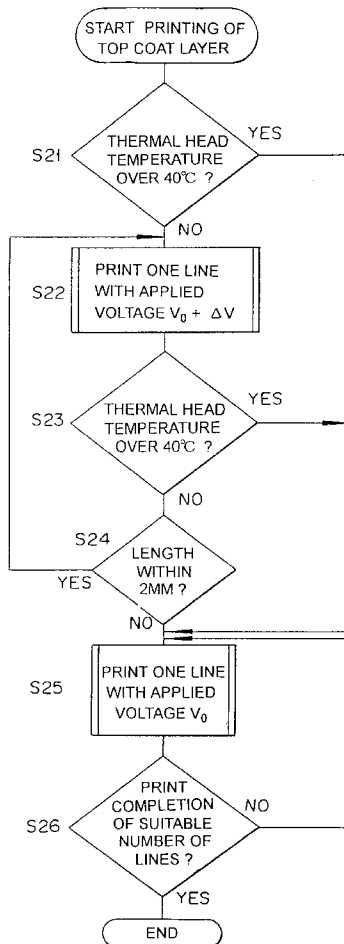 START PRINTING OF
TOP COAT LAYER
S21
THERMAL HEAD
TEMPERATURE
OVER 40℃ ?
YES
NO
S22
PRINT ONE LINE
WITH APPLIED
VOLTAGE V₀ + ΔV
S23
THERMAL HEAD
TEMPERATURE
OVER 40℃ ?
YES
NO
S24
LENGTH
WITHIN
2MM ?
YES
NO
S25
PRINT ONE LINE
WITH APPLIED
VOLTAGE V₀
S26
PRINT
COMPLETION
OF SUITABLE
NUMBER OF
LINES ?
NO
YES
END